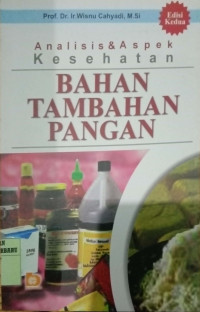 Prof. Dr. Ir Wisnu Cahyadi, M.Si
Edisi
Kedua
Analisis & Aspek
Kesehatan
BAHAN
TAMBAHAN
PANGAN